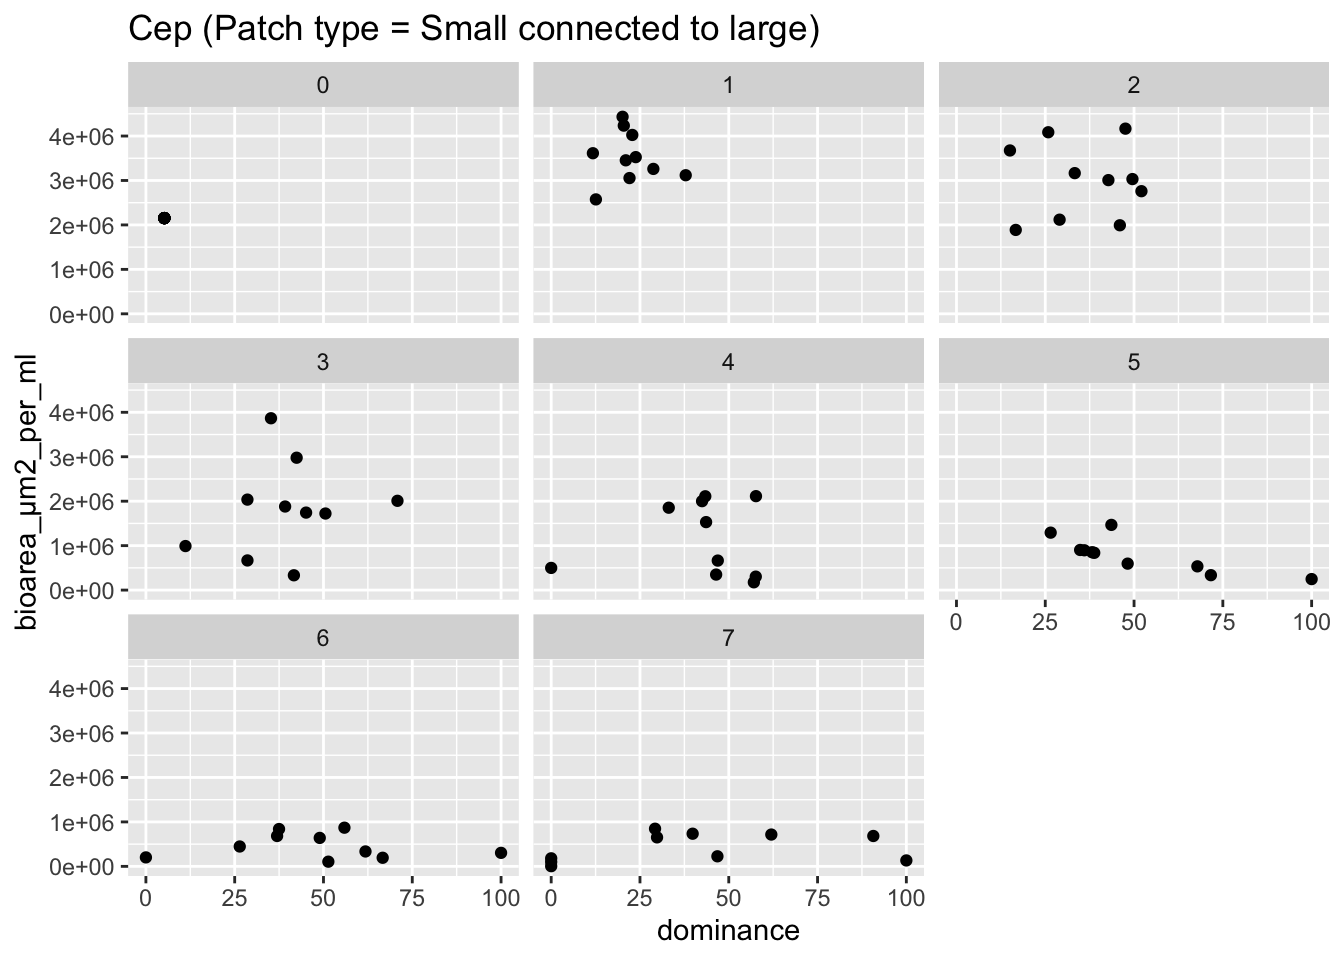 Cep (Patch type = Small connected to large)
0 1 2
4e+06
3e+06
2e+06
1e+06
0e+00
3 4 5
4e+06
3e+06
2e+06
1e+06
0e+00
0 25 50 75 100
6 7
4e+06
3e+06
2e+06
1e+06
0e+00
0 25 50 75 100 0 25 50 75 100
dominance
bioarea_µm2_per_ml